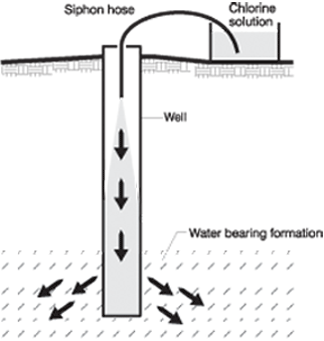 Siphon hose
Chlorine
solution
Well
Water bearing formation